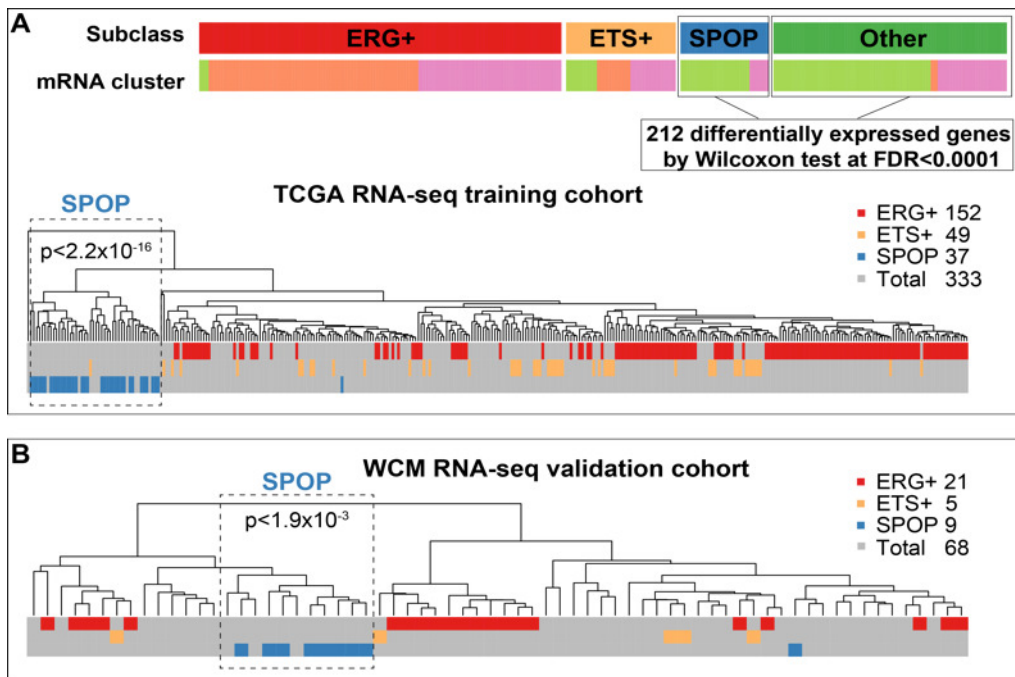 A
Subclass
ERG+ ETS+ SPOP Other
mRNA cluster
212 differentially expressed genes
by Wilcoxon test at FDR<0.0001
TCGA RNA-seq training cohort
SPOP
p<2.2x10⁻¹⁶
ERG+ 152
ETS+ 49
SPOP 37
Total 333
B
WCM RNA-seq validation cohort
SPOP
p<1.9x10⁻³
ERG+ 21
ETS+ 5
SPOP 9
Total 68